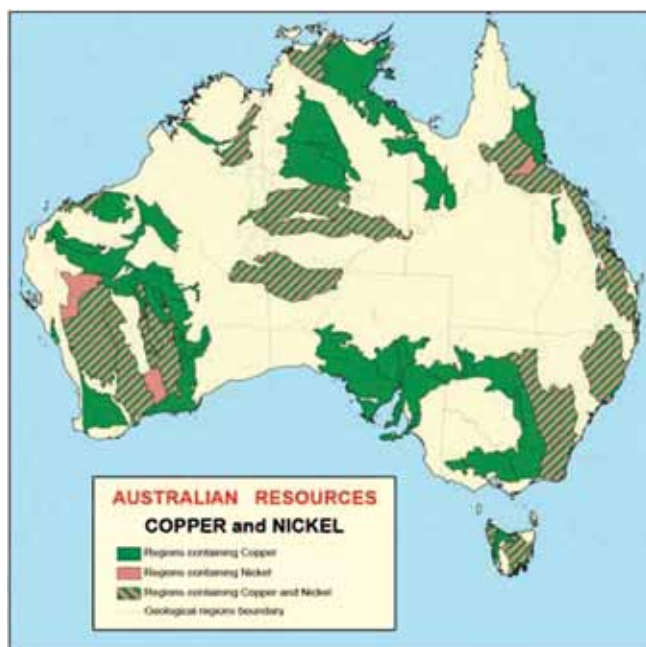 AUSTRALIAN RESOURCES
COPPER and NICKEL
Regions containing Copper
Regions containing Nickel
Regions containing Copper and Nickel
Geological regions boundary